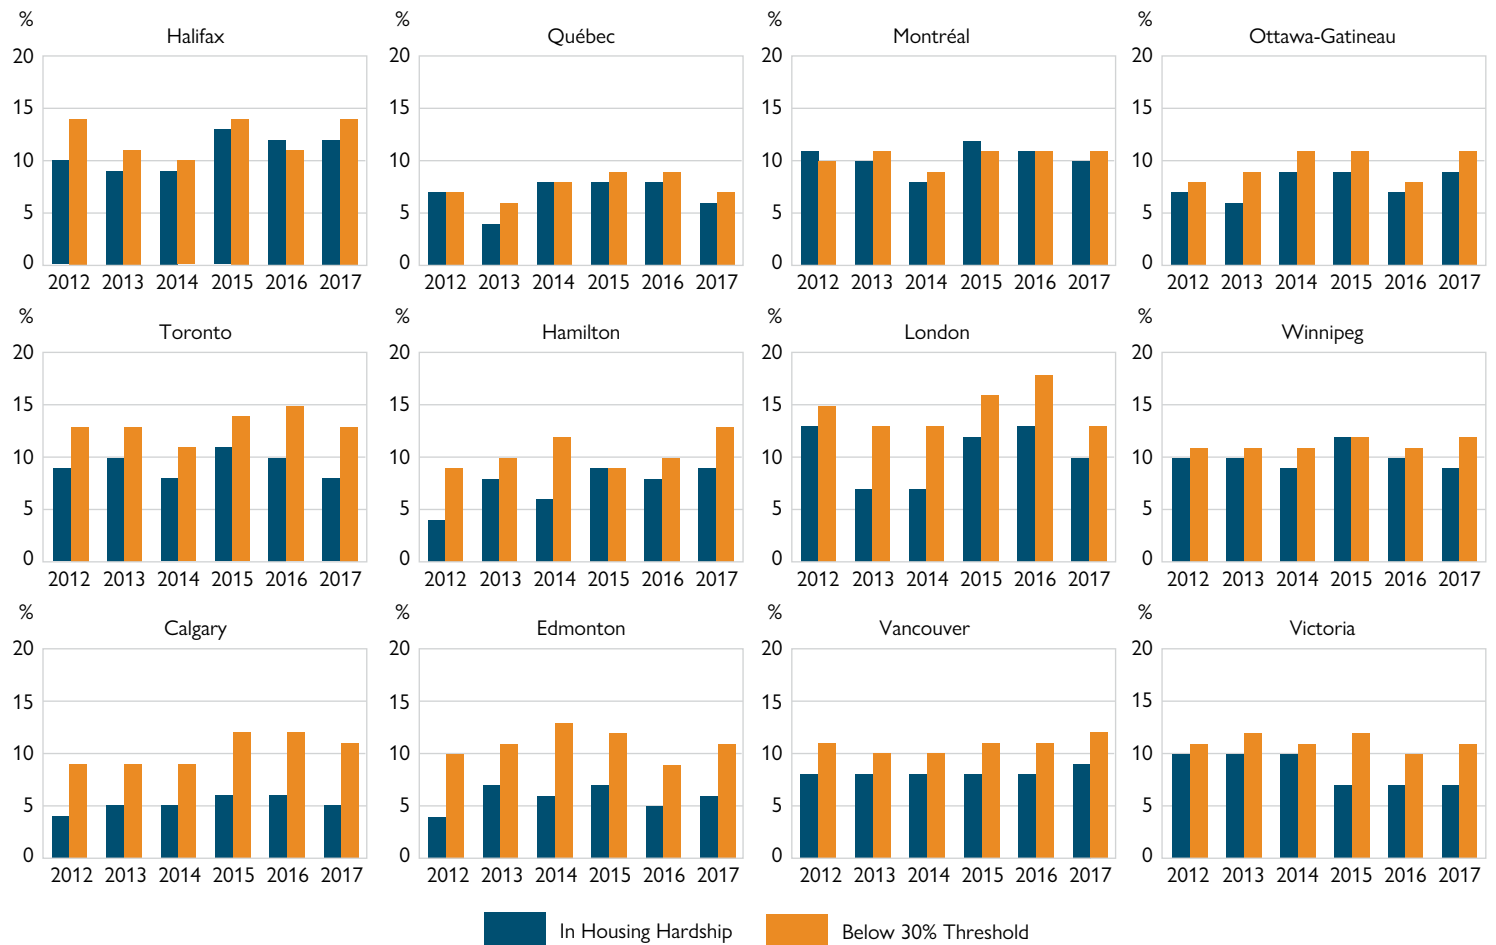 % % % %
Halifax Québec Montréal Ottawa-Gatineau
20 20 20 20
15 15 15 15
10 10 10 10
5 5 5 5
0 0 0 0
2012 2013 2014 2015 2016 2017 2012 2013 2014 2015 2016 2017 2012 2013 2014 2015 2016 2017 2012 2013 2014 2015 2016 2017
% % % %
Toronto Hamilton London Winnipeg
20 20 20 20
15 15 15 15
10 10 10 10
5 5 5 5
0 0 0 0
2012 2013 2014 2015 2016 2017 2012 2013 2014 2015 2016 2017 2012 2013 2014 2015 2016 2017 2012 2013 2014 2015 2016 2017
% % % %
Calgary Edmonton Vancouver Victoria
20 20 20 20
15 15 15 15
10 10 10 10
5 5 5 5
0 0 0 0
2012 2013 2014 2015 2016 2017 2012 2013 2014 2015 2016 2017 2012 2013 2014 2015 2016 2017 2012 2013 2014 2015 2016 2017
In Housing Hardship Below 30% Threshold